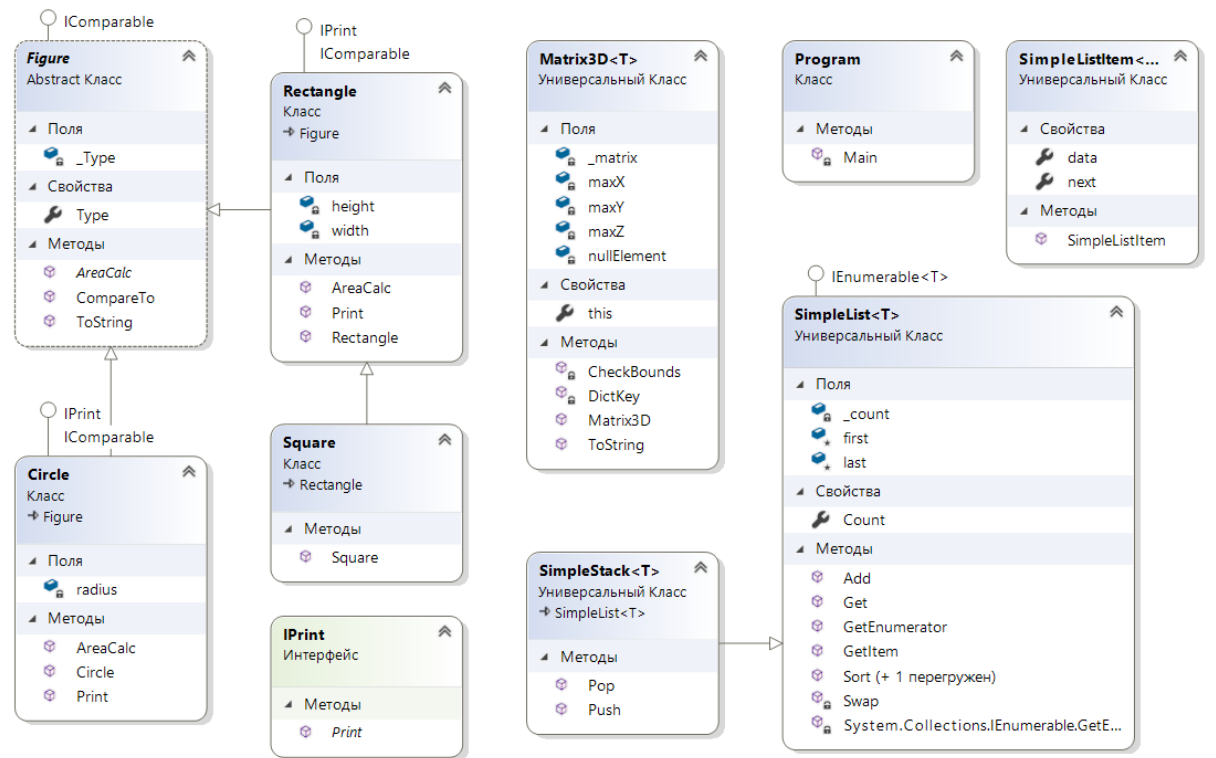 IComparable
Figure
Abstract Класс
Поля
_Type
Свойства
Type
Методы
AreaCalc
CompareTo
ToString
IPrint
IComparable
Rectangle
Класс
Figure
Поля
height
width
Методы
AreaCalc
Print
Rectangle
IPrint
IComparable
Circle
Класс
Figure
Поля
radius
Методы
AreaCalc
Circle
Print
Square
Класс
Rectangle
Методы
Square
IPrint
Интерфейс
Методы
Print
Matrix3D<T>
Универсальный Класс
Поля
_matrix
maxX
maxY
maxZ
nullElement
Свойства
this
Методы
CheckBounds
DictKey
Matrix3D
ToString
SimpleStack<T>
Универсальный Класс
SimpleList<T>
Методы
Pop
Push
Program
Класс
Методы
Main
SimpleListItem<...
Универсальный Класс
Свойства
data
next
Методы
SimpleListItem
IEnumerable<T>
SimpleList<T>
Универсальный Класс
Поля
_count
first
last
Свойства
Count
Методы
Add
Get
GetEnumerator
GetItem
Sort (+ 1 перегружен)
Swap
System.Collections.IEnumerable.GetE...